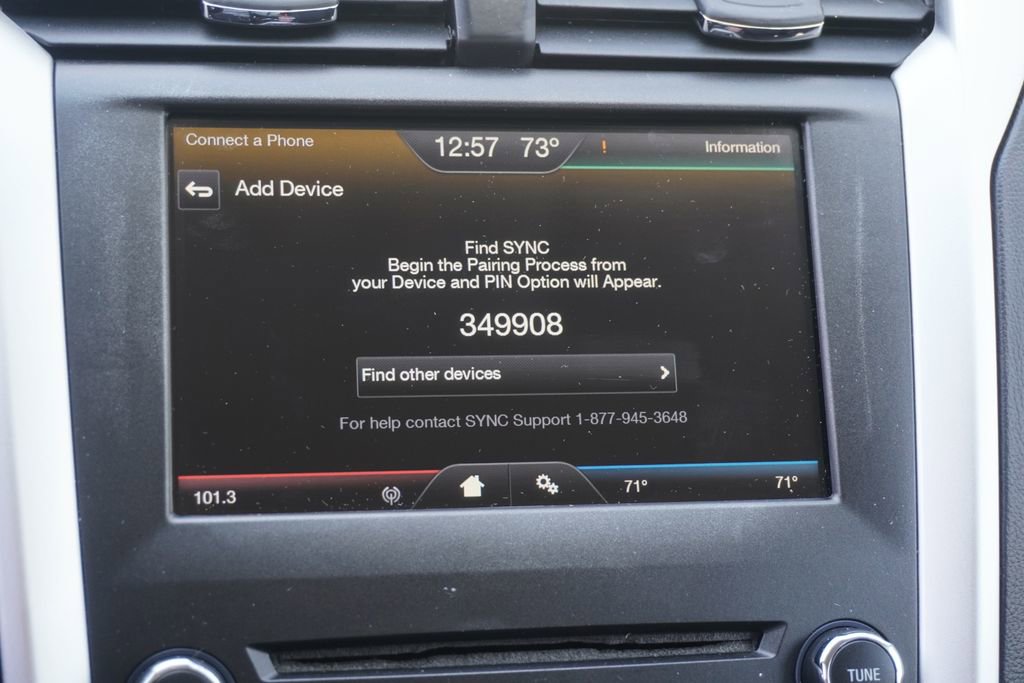 Connect a Phone
12:57 73°
!
Information
Add Device
Find SYNC
Begin the Pairing Process from
your Device and PIN Option will Appear.
349908
Find other devices
For help contact SYNC Support 1-877-945-3648
101.3
71°
71°
TUNE